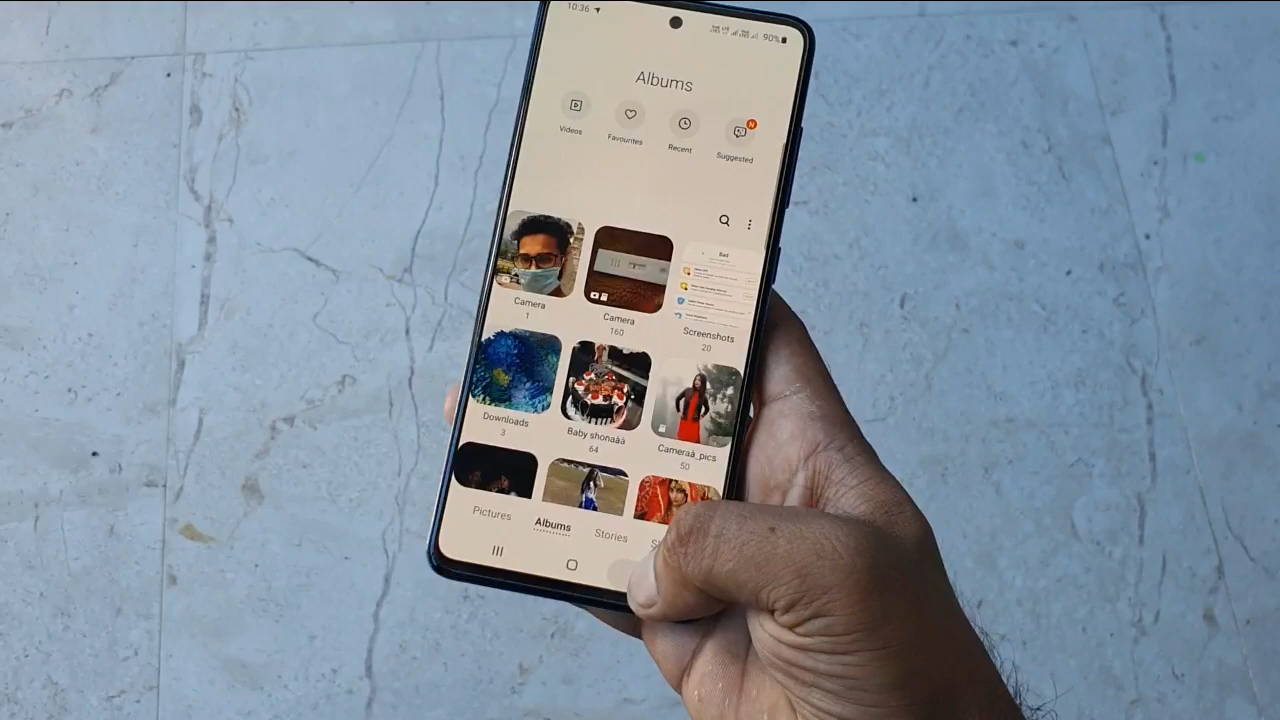 10:36
90%
Albums
Videos
Favourites
Recent
Suggested
N
Camera
1
Camera
160
Bad
Screenshots
20
Downloads
3
Baby shonaàà
64
Cameraà_pics
50
Pictures
Albums
Stories